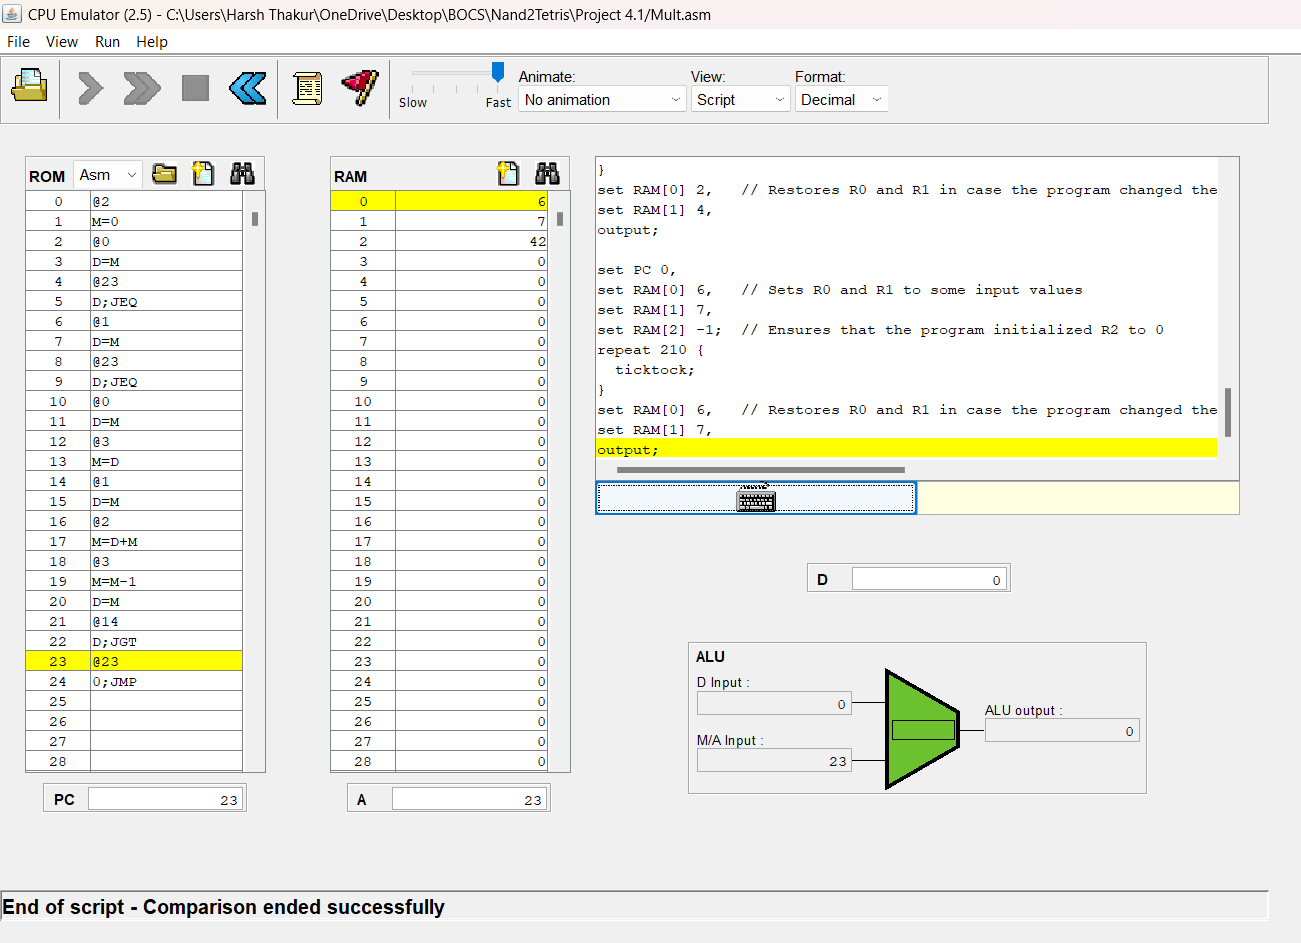 CPU Emulator (2.5) - C:\Users\Harsh Thakur\OneDrive\Desktop\BOCS\Nand2Tetris\Project 4.1/Mult.asm
File View Run Help
Slow Fast
Animate:
No animation
View:
Script
Format:
Decimal
ROM Asm
0 @2
1 M=0
2 @0
3 D=M
4 @23
5 D;JEQ
6 @1
7 D=M
8 @23
9 D;JEQ
10 @0
11 D=M
12 @3
13 M=D
14 @1
15 D=M
16 @2
17 M=D+M
18 @3
19 M=M-1
20 D=M
21 @14
22 D;JGT
23 @23
24 0;JMP
25
26
27
28
PC 23
RAM
0 6
1 7
2 42
3 0
4 0
5 0
6 0
7 0
8 0
9 0
10 0
11 0
12 0
13 0
14 0
15 0
16 0
17 0
18 0
19 0
20 0
21 0
22 0
23 0
24 0
25 0
26 0
27 0
28 0
A 23
}
set RAM[0] 2, // Restores R0 and R1 in case the program changed the
set RAM[1] 4,
output;
set PC 0,
set RAM[0] 6, // Sets R0 and R1 to some input values
set RAM[1] 7,
set RAM[2] -1; // Ensures that the program initialized R2 to 0
repeat 210 {
ticktock;
}
set RAM[0] 6, // Restores R0 and R1 in case the program changed the
set RAM[1] 7,
output;
D 0
ALU
D Input :
0
M/A Input :
23
ALU output :
0
End of script - Comparison ended successfully